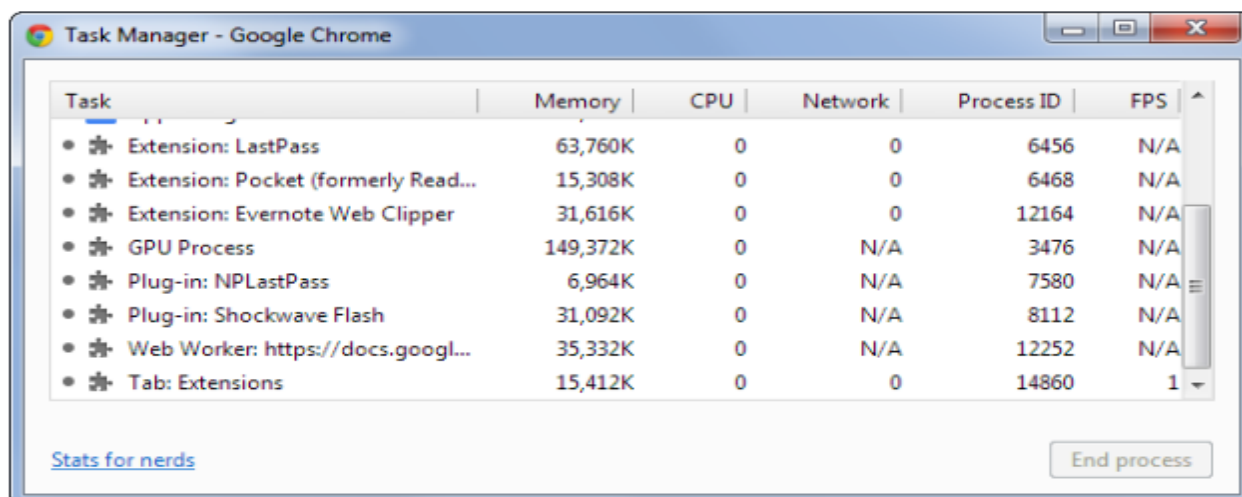 Task Manager - Google Chrome
Task Memory CPU Network Process ID FPS
Extension: LastPass 63,760K 0 0 6456 N/A
Extension: Pocket (formerly Read... 15,308K 0 0 6468 N/A
Extension: Evernote Web Clipper 31,616K 0 0 12164 N/A
GPU Process 149,372K 0 N/A 3476 N/A
Plug-in: NPLastPass 6,964K 0 N/A 7580 N/A
Plug-in: Shockwave Flash 31,092K 0 N/A 8112 N/A
Web Worker: https://docs.googl... 35,332K 0 N/A 12252 N/A
Tab: Extensions 15,412K 0 0 14860 1
Stats for nerds End process